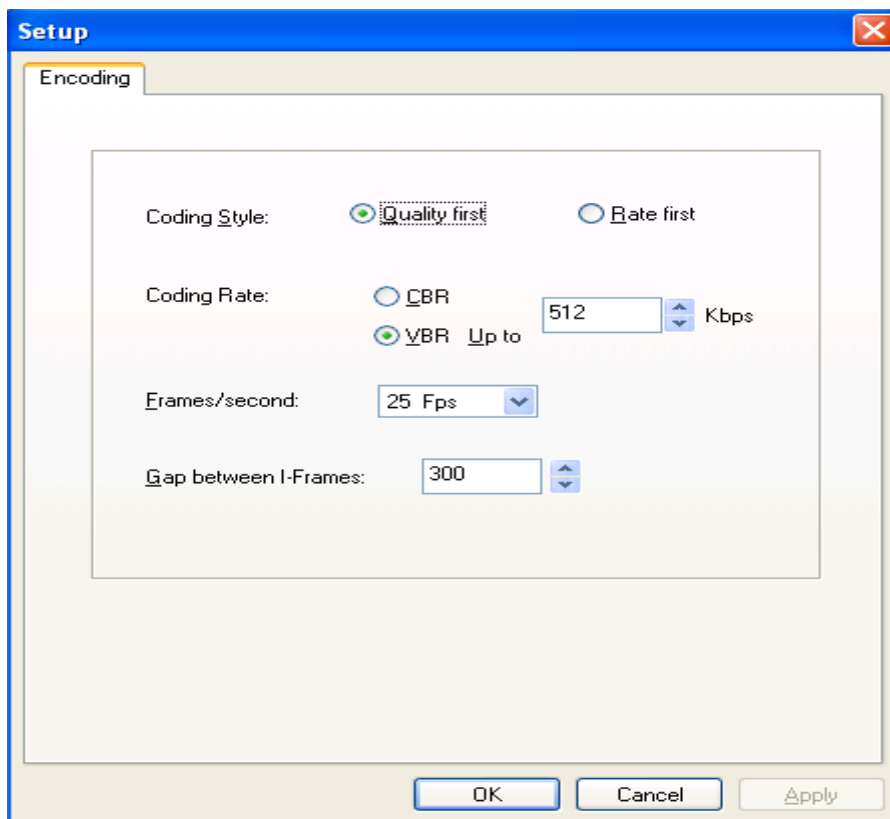 Setup
Encoding
Coding Style: Quality first Rate first
Coding Rate: CBR
VBR Up to 512 Kbps
Frames/second: 25 Fps
Gap between I-Frames: 300
OK Cancel Apply